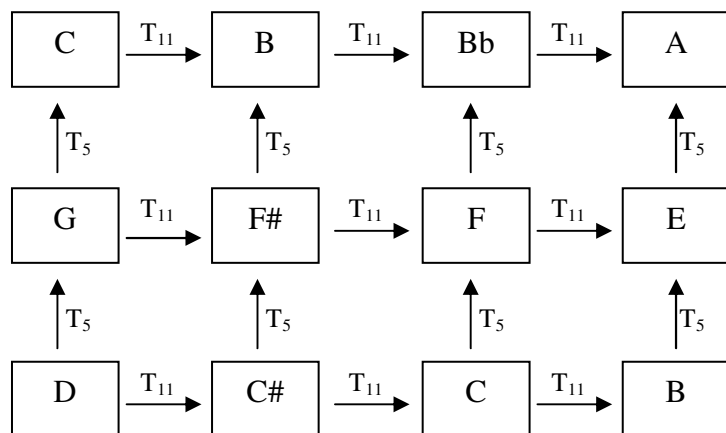 T₁₁ T₁₁ T₁₁
C B Bb A
T₅ T₅ T₅ T₅
T₁₁ T₁₁ T₁₁
G F# F E
T₅ T₅ T₅ T₅
T₁₁ T₁₁ T₁₁
D C# C B